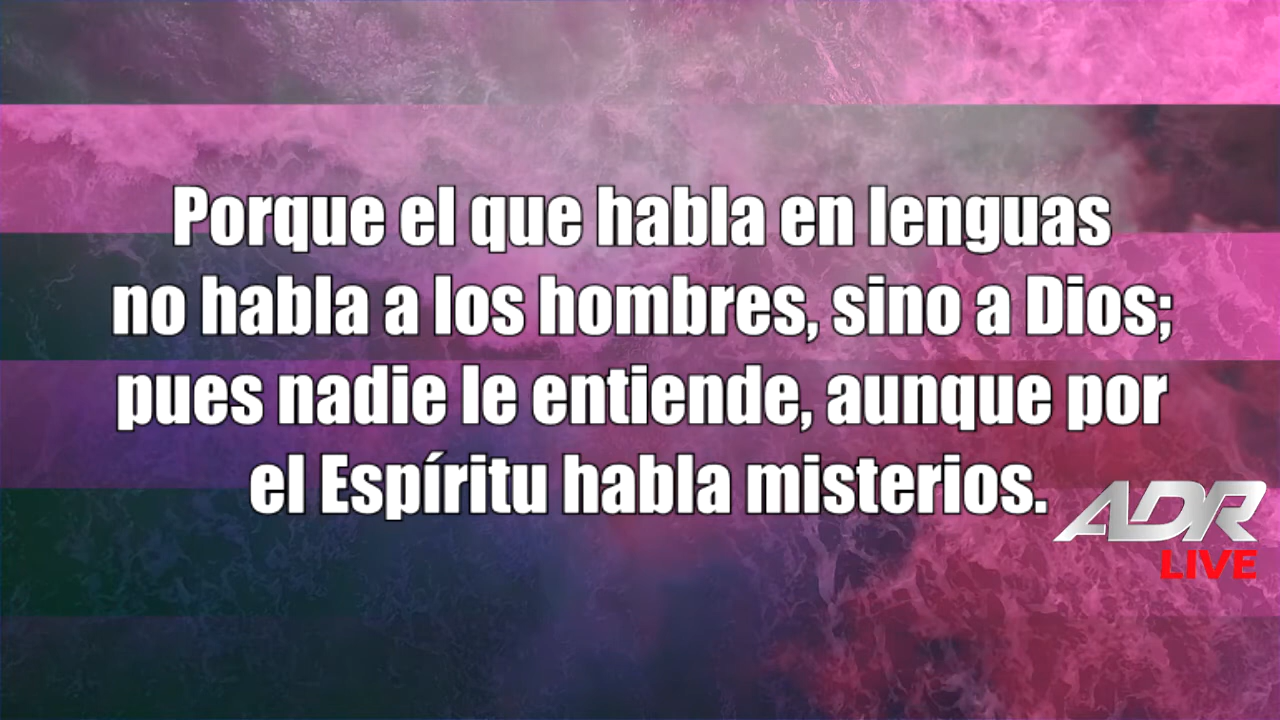 Porque el que habla en lenguas
no habla a los hombres, sino a Dios;
pues nadie le entiende, aunque por
el Espíritu habla misterios.
ADR
LIVE